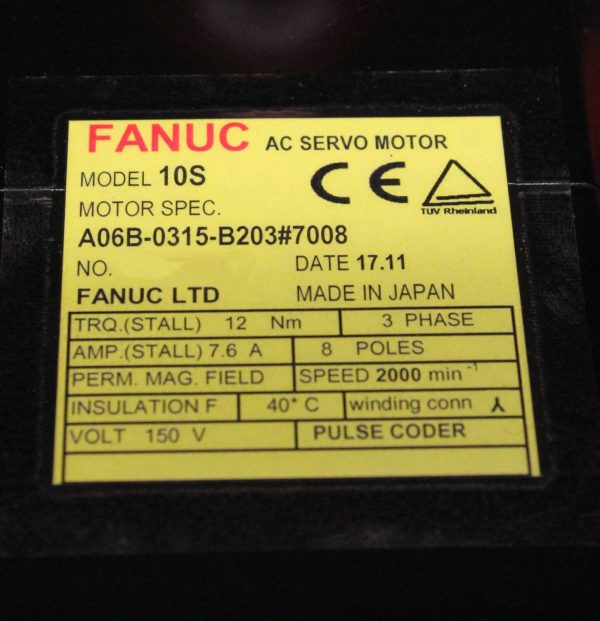 FANUC AC SERVO MOTOR
MODEL 10S
CE
TUV Rheinland
MOTOR SPEC.
A06B-0315-B203#7008
NO. DATE 17.11
FANUC LTD MADE IN JAPAN
TRQ.(STALL) 12 Nm 3 PHASE
AMP.(STALL) 7.6 A 8 POLES
PERM. MAG. FIELD SPEED 2000 min⁻¹
INSULATION F 40* C winding conn ⅄
VOLT 150 V PULSE CODER